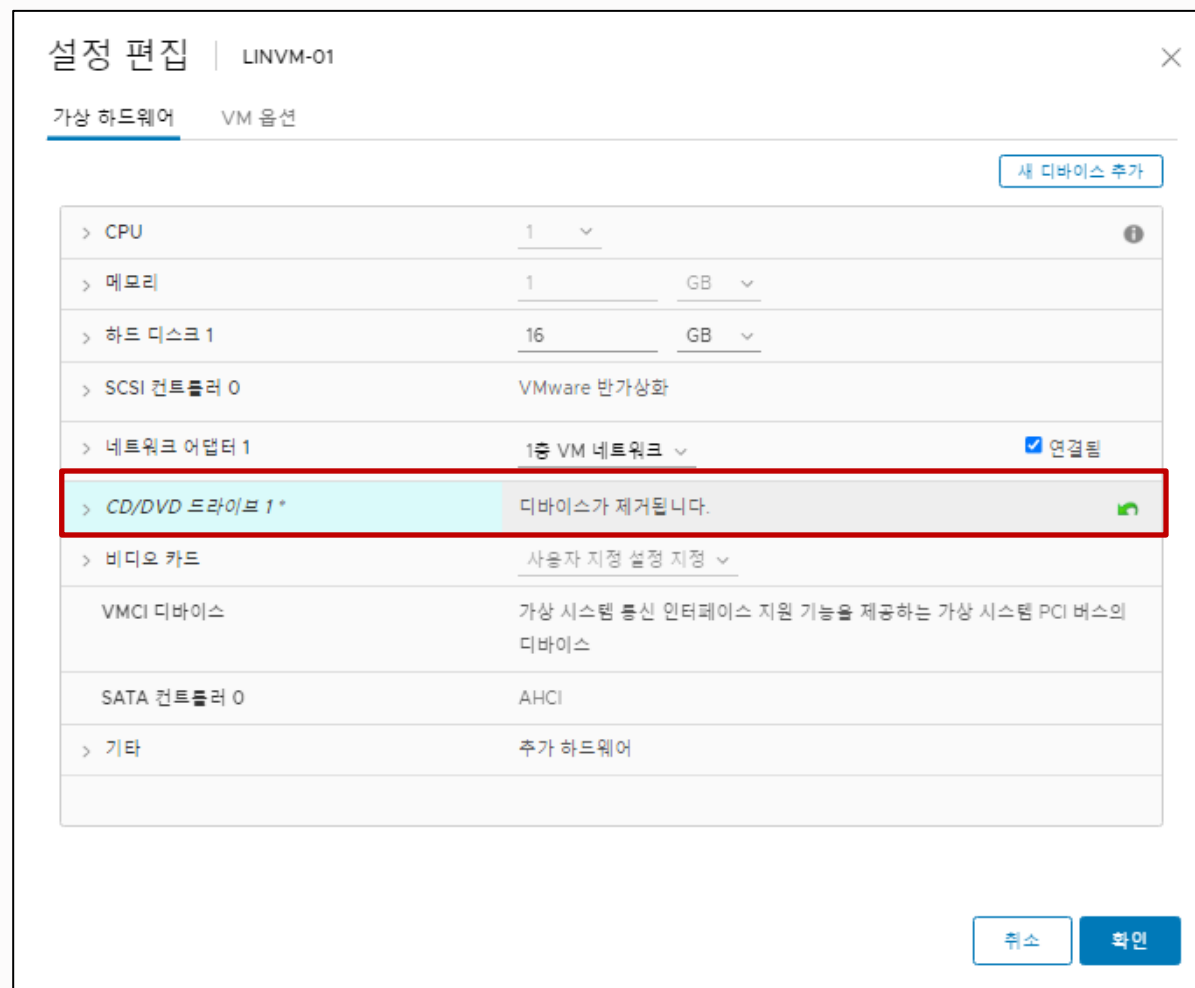 설정 편집 LINVM-01
가상 하드웨어 VM 옵션
새 디바이스 추가
CPU 1
메모리 1 GB
하드 디스크 1 16 GB
SCSI 컨트롤러 0 VMware 반가상화
네트워크 어댑터 1 1층 VM 네트워크 연결됨
CD/DVD 드라이브 1 * 디바이스가 제거됩니다.
비디오 카드 사용자 지정 설정 지정
VMCI 디바이스 가상 시스템 통신 인터페이스 지원 기능을 제공하는 가상 시스템 PCI 버스의
디바이스
SATA 컨트롤러 0 AHCI
기타 추가 하드웨어
취소 확인